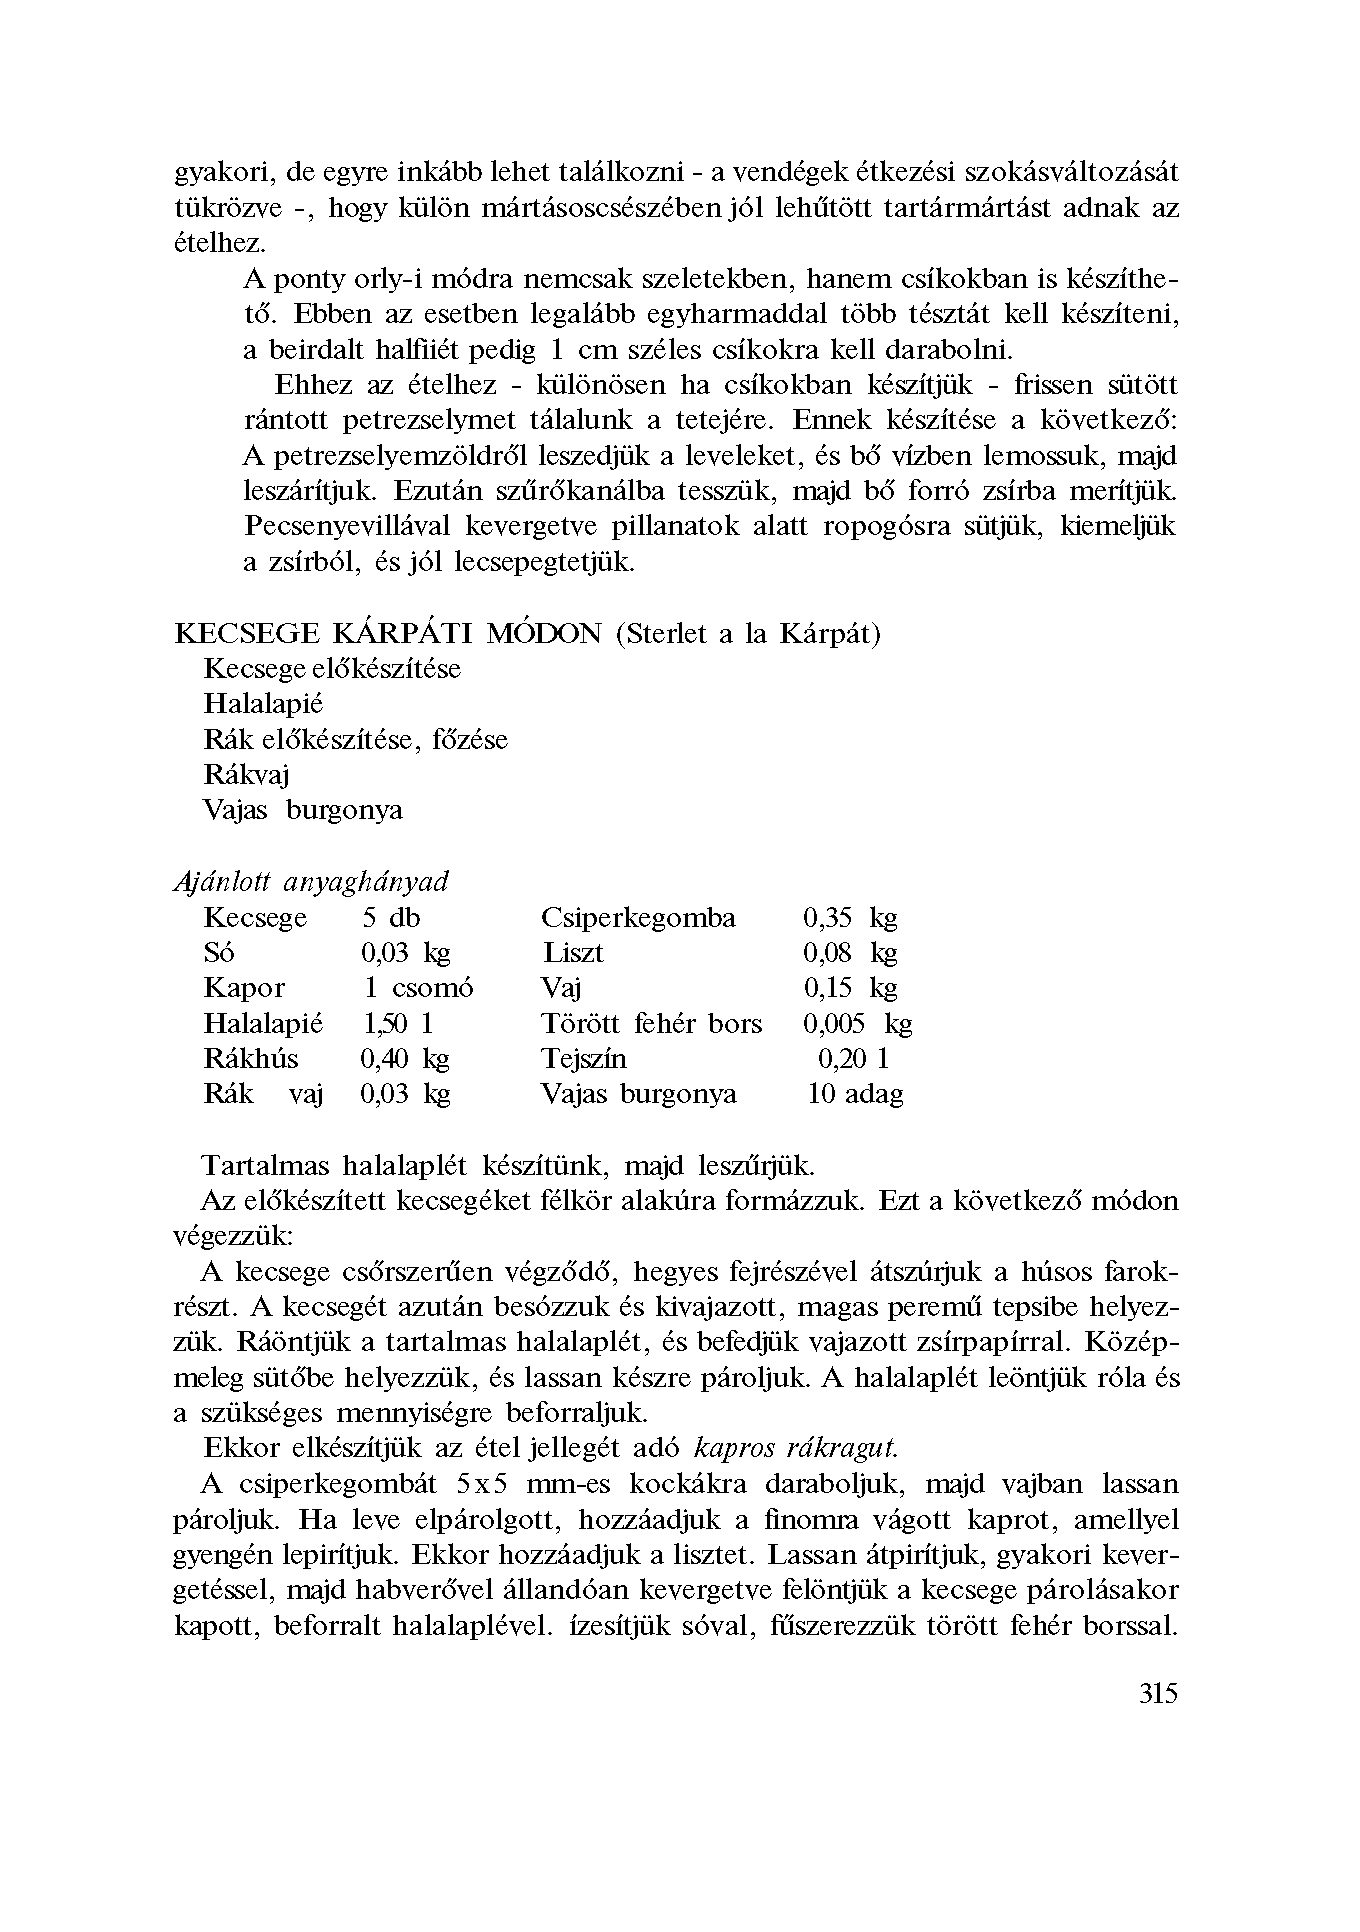 gyakori, de egyre inkább lehet találkozni - a vendégek étkezési szokásváltozását
tükrözve -, hogy külön mártásoscsészében jól lehűtött tartármártást adnak az
ételhez.
A ponty orly-i módra nemcsak szeletekben, hanem csíkokban is készíthe-
tő. Ebben az esetben legalább egyharmaddal több tésztát kell készíteni,
a beirdalt halfiiét pedig 1 cm széles csíkokra kell darabolni.
Ehhez az ételhez - különösen ha csíkokban készítjük - frissen sütött
rántott petrezselymet tálalunk a tetejére. Ennek készítése a következő:
A petrezselyemzöldről leszedjük a leveleket, és bő vízben lemossuk, majd
leszárítjuk. Ezután szűrőkanálba tesszük, majd bő forró zsírba merítjük.
Pecsenyevillával kevergetve pillanatok alatt ropogósra sütjük, kiemeljük
a zsírból, és jól lecsepegtetjük.
KECSEGE KÁRPÁTI MÓDON (Sterlet a la Kárpát)
Kecsege előkészítése
Halalapié
Rák előkészítése, főzése
Rákvaj
Vajas burgonya
Ajánlott anyaghányad
Kecsege 5 db Csiperkegomba 0,35 kg
Só 0,03 kg Liszt 0,08 kg
Kapor 1 csomó Vaj 0,15 kg
Halalapié 1,50 1 Törött fehér bors 0,005 kg
Rákhús 0,40 kg Tejszín 0,20 1
Rák vaj 0,03 kg Vajas burgonya 10 adag
Tartalmas halalaplét készítünk, majd leszűrjük.
Az előkészített kecsegéket félkör alakúra formázzuk. Ezt a következő módon
végezzük:
A kecsege csőrszerűen végződő, hegyes fejrészével átszúrjuk a húsos farok-
részt. A kecsegét azután besózzuk és kivajazott, magas peremű tepsibe helyez-
zük. Ráöntjük a tartalmas halalaplét, és befedjük vajazott zsírpapírral. Közép-
meleg sütőbe helyezzük, és lassan készre pároljuk. A halalaplét leöntjük róla és
a szükséges mennyiségre beforraljuk.
Ekkor elkészítjük az étel jellegét adó kapros rákragut.
A csiperkegombát 5x5 mm-es kockákra daraboljuk, majd vajban lassan
pároljuk. Ha leve elpárolgott, hozzáadjuk a finomra vágott kaprot, amellyel
gyengén lepirítjuk. Ekkor hozzáadjuk a lisztet. Lassan átpirítjuk, gyakori kever-
getéssel, majd habverővel állandóan kevergetve felöntjük a kecsege párolásakor
kapott, beforralt halalaplével. ízesítjük sóval, fűszerezzük törött fehér borssal.
315